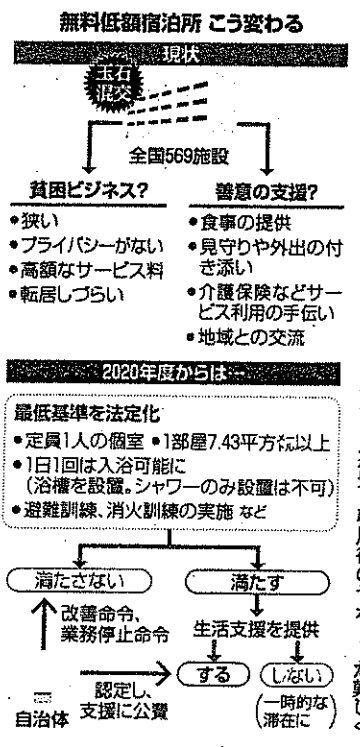 無料低額宿泊所 こう変わる
現状
玉石
混交
全国569施設
貧困ビジネス?
●狭い
●プライバシーがない
●高額なサービス料
●転居しづらい
善意の支援?
●食事の提供
●見守りや外出の付
き添い
●介護保険などサー
ビス利用の手伝い
●地域との交流
2020年度からは…
最低基準を法定化
●定員1人の個室 ●1部屋7.43平方㍍以上
●1日1回は入浴可能に
(浴槽を設置。シャワーのみ設置は不可)
●避難訓練、消火訓練の実施 など
満たさない
満たす
改善命令、
業務停止命令
生活支援を提供
する
しない
(一時的な
滞在に)
自治体
認定し、
支援に公費